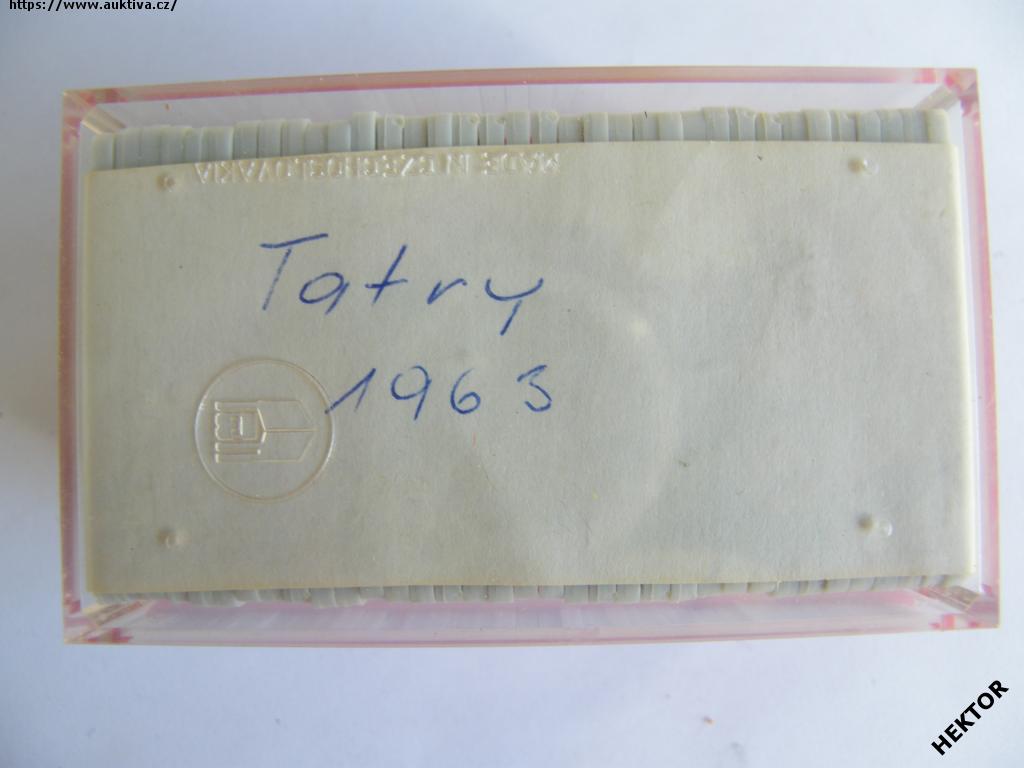 https://www.auktiva.cz/
MADE IN CZECHOSLOVAKIA
Tatry
1963
HEKTOR